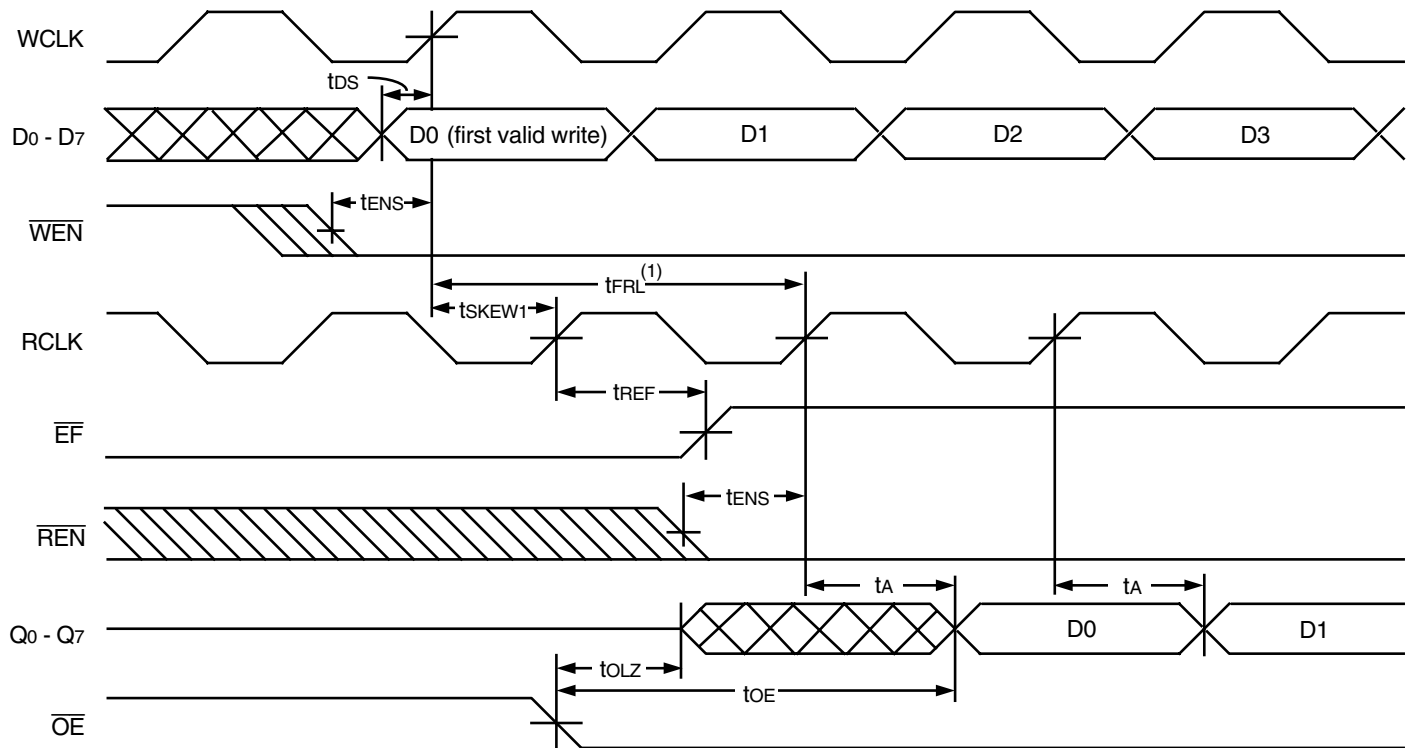 WCLK
tDS
D0 - D7
D0 (first valid write)
D1
D2
D3
WEN
tENS
tFRL(1)
tSKEW1
RCLK
tREF
EF
tENS
REN
tA
tA
Q0 - Q7
D0
D1
tOLZ
tOE
OE